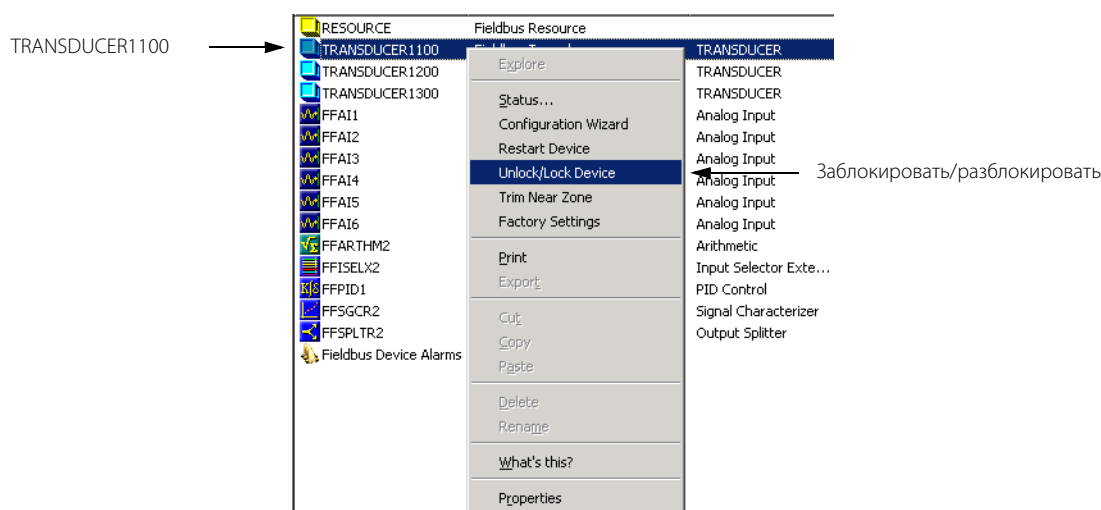 RESOURCE Fieldbus Resource
TRANSDUCER1100 TRANSDUCER1100 TRANSDUCER
TRANSDUCER1200 Explore TRANSDUCER
TRANSDUCER1300 TRANSDUCER
FFAI1 Status... Analog Input
FFAI2 Configuration Wizard Analog Input
FFAI3 Restart Device Analog Input
FFAI4 Unlock/Lock Device Analog Input Заблокировать/разблокировать
FFAI5 Trim Near Zone Analog Input
FFAI6 Factory Settings Analog Input
FFARTHM2 Arithmetic
FFISELX2 Print Input Selector Exte...
FFPID1 Export PID Control
FFSGCR2 Cut Signal Characterizer
FFSPLTR2 Copy Output Splitter
Fieldbus Device Alarms Paste
Delete
Rename
What's this?
Properties